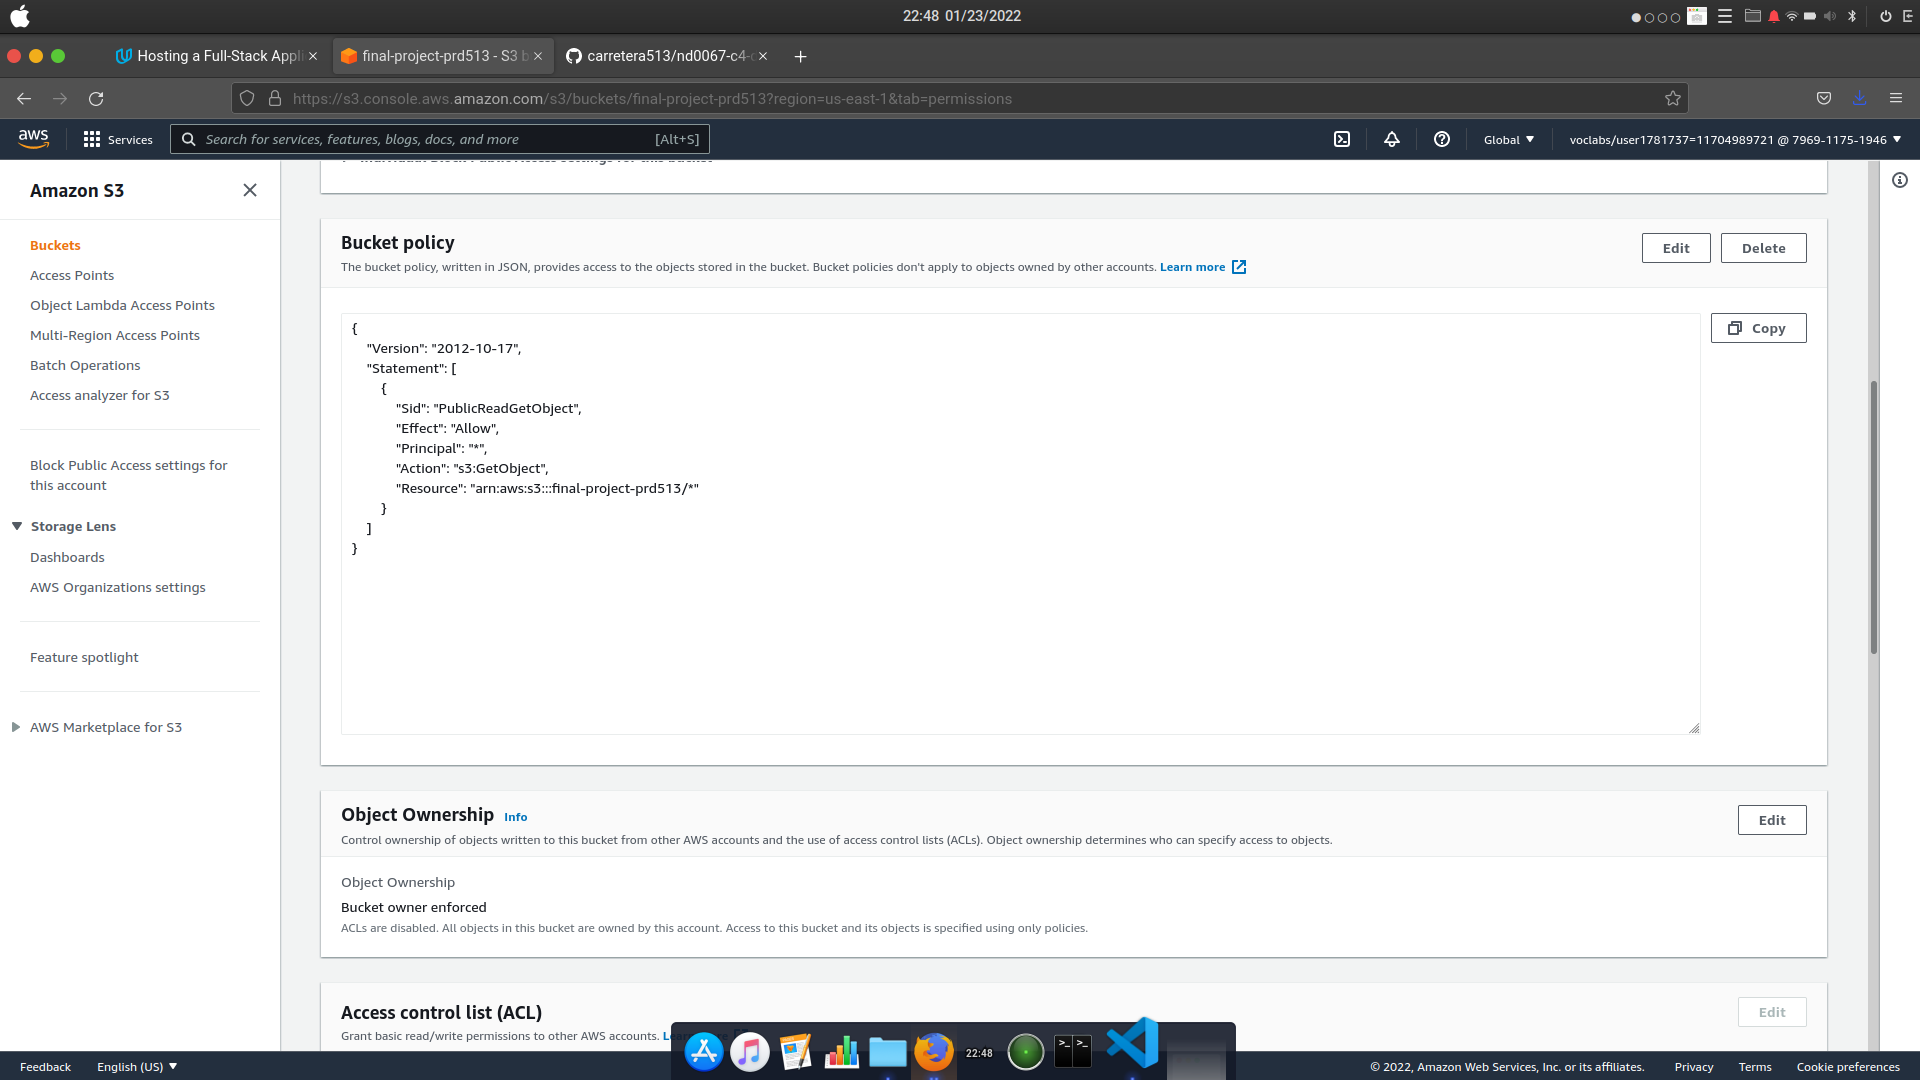 22:48 01/23/2022
Hosting a Full-Stack Appli
final-project-prd513 - S3 b
carretera513/nd0067-c4-
https://s3.console.aws.amazon.com/s3/buckets/final-project-prd513?region=us-east-1&tab=permissions
aws
Services
Search for services, features, blogs, docs, and more
[Alt+S]
Global
voclabs/user1781737=11704989721 @ 7969-1175-1946
Amazon S3
Buckets
Access Points
Object Lambda Access Points
Multi-Region Access Points
Batch Operations
Access analyzer for S3
Block Public Access settings for
this account
Storage Lens
Dashboards
AWS Organizations settings
Feature spotlight
AWS Marketplace for S3
Individual Block Public Access settings for this bucket
Bucket policy
Edit
Delete
The bucket policy, written in JSON, provides access to the objects stored in the bucket. Bucket policies don't apply to objects owned by other accounts. Learn more
Copy
{
"Version": "2012-10-17",
"Statement": [
{
"Sid": "PublicReadGetObject",
"Effect": "Allow",
"Principal": "*",
"Action": "s3:GetObject",
"Resource": "arn:aws:s3:::final-project-prd513/*"
}
]
}
Object Ownership Info
Edit
Control ownership of objects written to this bucket from other AWS accounts and the use of access control lists (ACLs). Object ownership determines who can specify access to objects.
Object Ownership
Bucket owner enforced
ACLs are disabled. All objects in this bucket are owned by this account. Access to this bucket and its objects is specified using only policies.
Access control list (ACL)
Edit
Grant basic read/write permissions to other AWS accounts.
22:48
Feedback
English (US)
© 2022, Amazon Web Services, Inc. or its affiliates.
Privacy
Terms
Cookie preferences